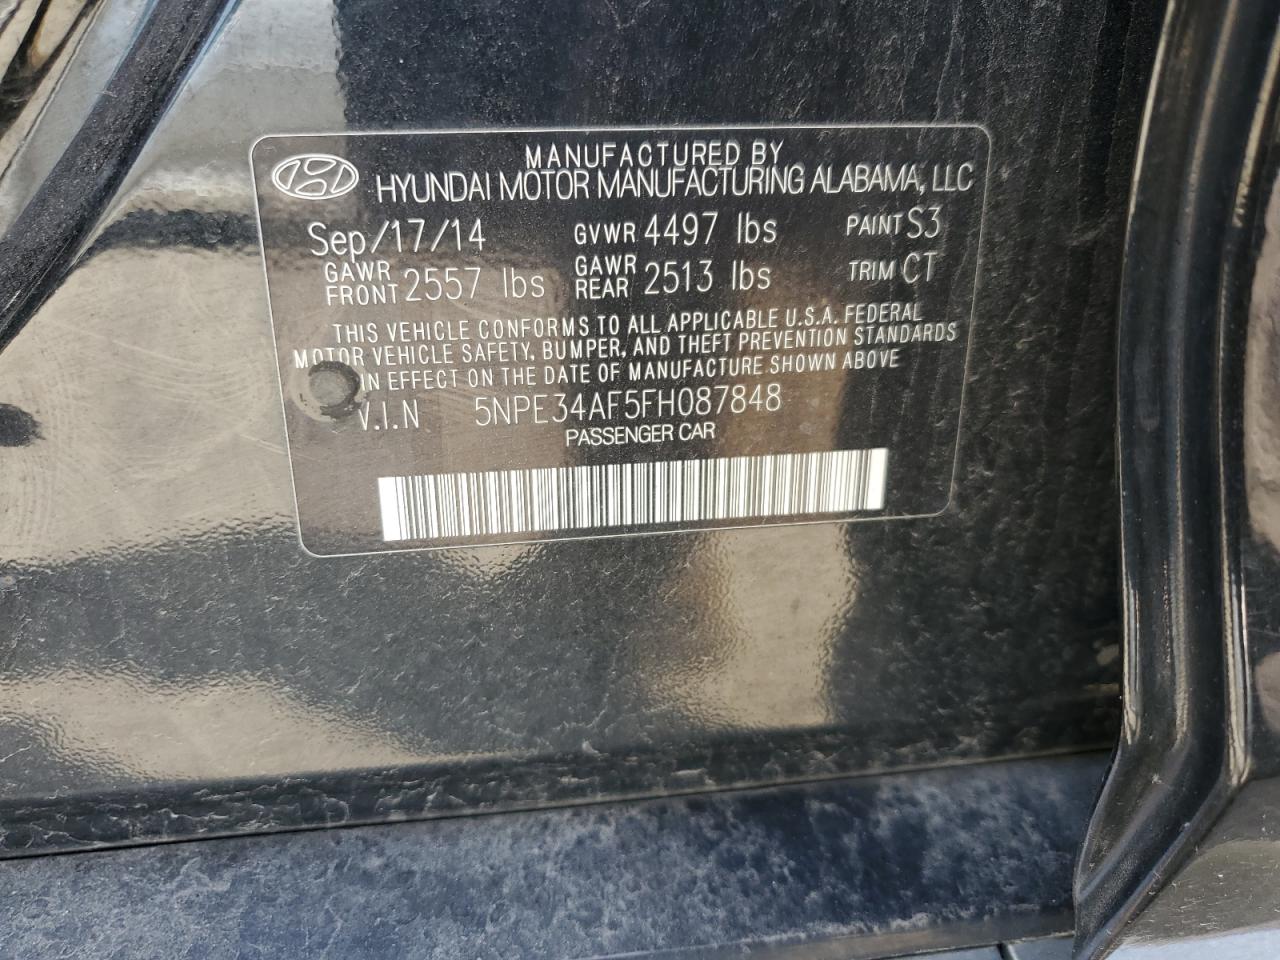 MANUFACTURED BY
HYUNDAI MOTOR MANUFACTURING ALABAMA, LLC
Sep/17/14 GVWR 4497 lbs PAINT S3
GAWR FRONT 2557 lbs GAWR REAR 2513 lbs TRIM CT
THIS VEHICLE CONFORMS TO ALL APPLICABLE U.S.A. FEDERAL
MOTOR VEHICLE SAFETY, BUMPER, AND THEFT PREVENTION STANDARDS
IN EFFECT ON THE DATE OF MANUFACTURE SHOWN ABOVE
V.I.N 5NPE34AF5FH087848
PASSENGER CAR